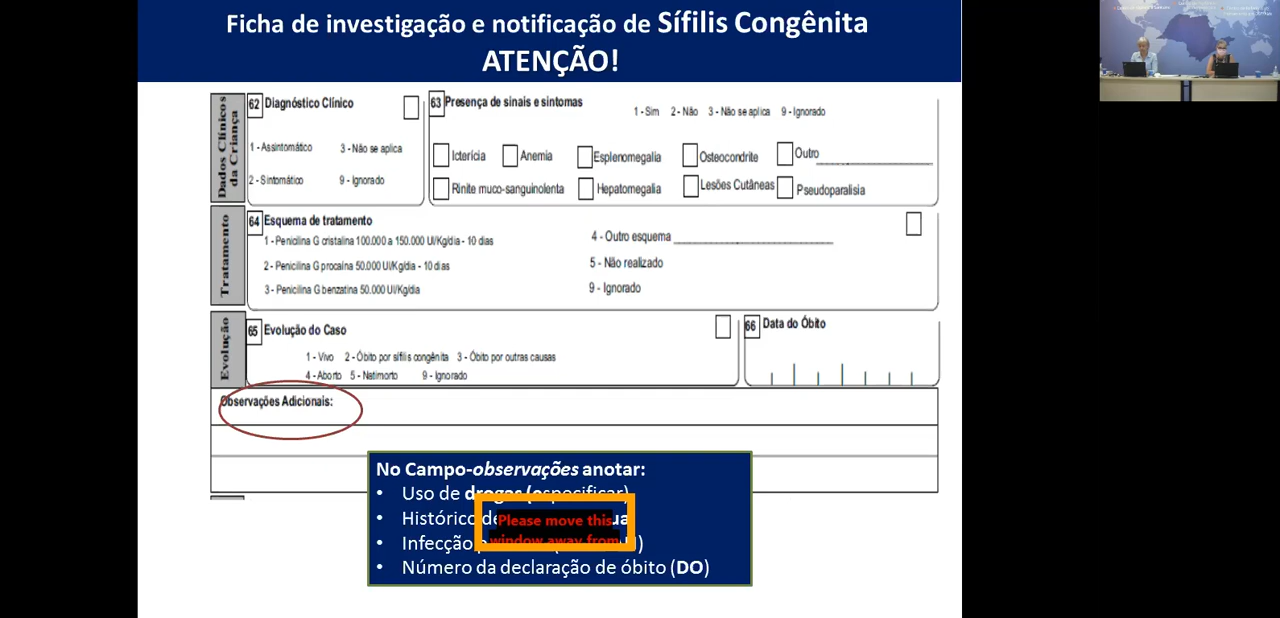 Ficha de investigação e notificação de Sífilis Congênita
ATENÇÃO!
Dados Clínicos
da Criança
62 Diagnóstico Clínico
1 - Assintomático 3 - Não se aplica
2 - Sintomático 9 - Ignorado
63 Presença de sinais e sintomas
1 - Sim 2 - Não 3 - Não se aplica 9 - Ignorado
Icterícia Anemia Esplenomegalia Osteocondrite Outro
Rinite muco-sanguinolenta Hepatomegalia Lesões Cutâneas Pseudoparalisia
Tratamento
64 Esquema de tratamento
1 - Penicilina G cristalina 100.000 a 150.000 UI/Kg/dia - 10 dias
2 - Penicilina G procaína 50.000 UI/Kg/dia - 10 dias
3 - Penicilina G benzatina 50.000 UI/Kg/dia
4 - Outro esquema
5 - Não realizado
9 - Ignorado
Evolução
65 Evolução do Caso
1 - Vivo 2 - Óbito por sífilis congênita 3 - Óbito por outras causas
4 - Aborto 5 - Natimorto 9 - Ignorado
66 Data do Óbito
Observações Adicionais:
No Campo-observações anotar:
• Uso de drogas (especificar)
• Histórico de
• Infecção
• Número da declaração de óbito (DO)
Please move this
window away from